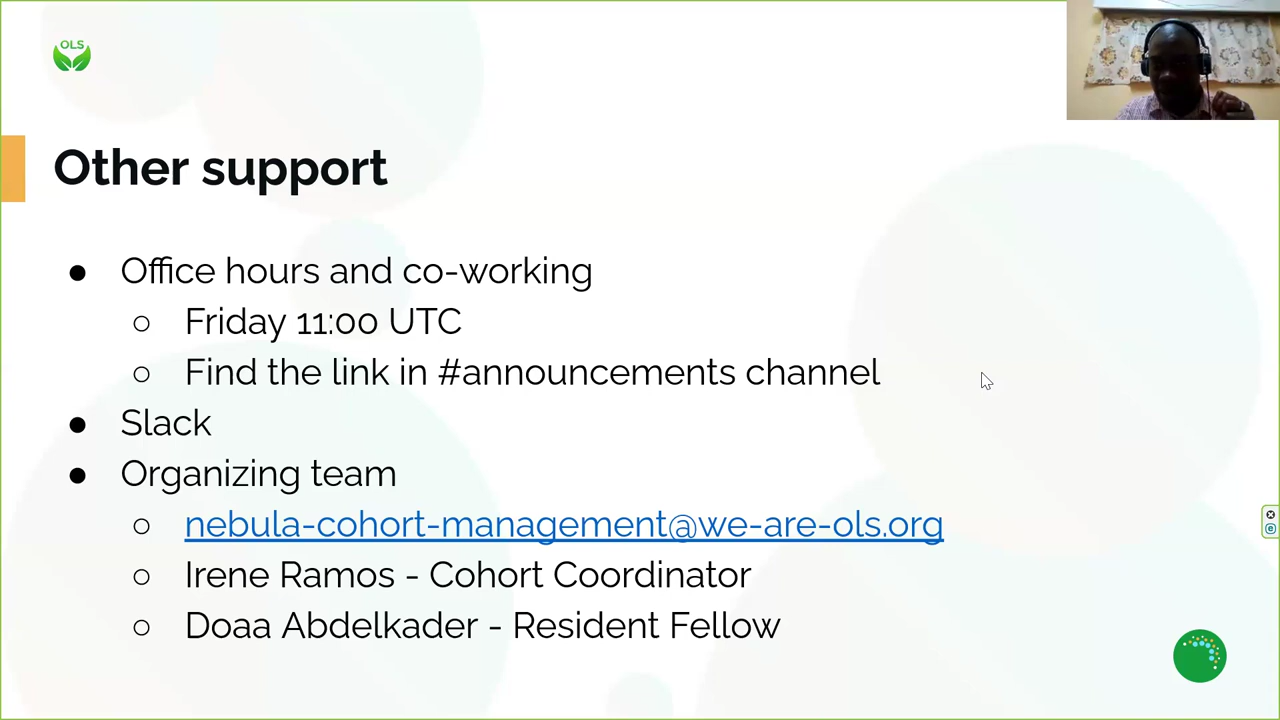 OLS
Other support
● Office hours and co-working
○ Friday 11:00 UTC
○ Find the link in #announcements channel
● Slack
● Organizing team
○ nebula-cohort-management@we-are-ols.org
○ Irene Ramos - Cohort Coordinator
○ Doaa Abdelkader - Resident Fellow